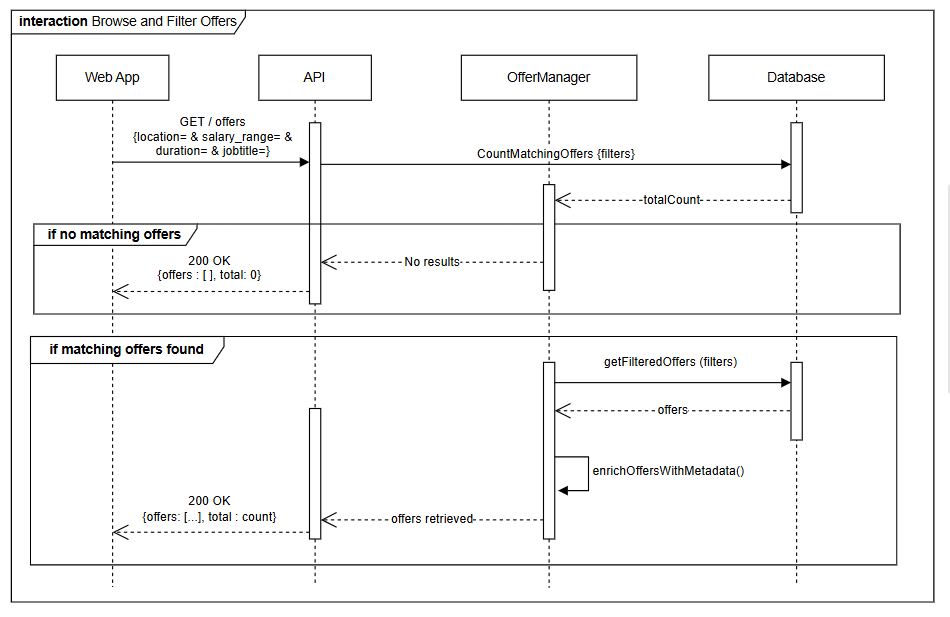 interaction Browse and Filter Offers
Web App
API
OfferManager
Database
GET / offers
{location= & salary_range= &
duration= & jobtitle=}
CountMatchingOffers {filters}
totalCount
if no matching offers
200 OK
{offers : [ ], total: 0}
No results
if matching offers found
getFilteredOffers (filters)
offers
enrichOffersWithMetadata()
200 OK
{offers: [...], total : count}
offers retrieved